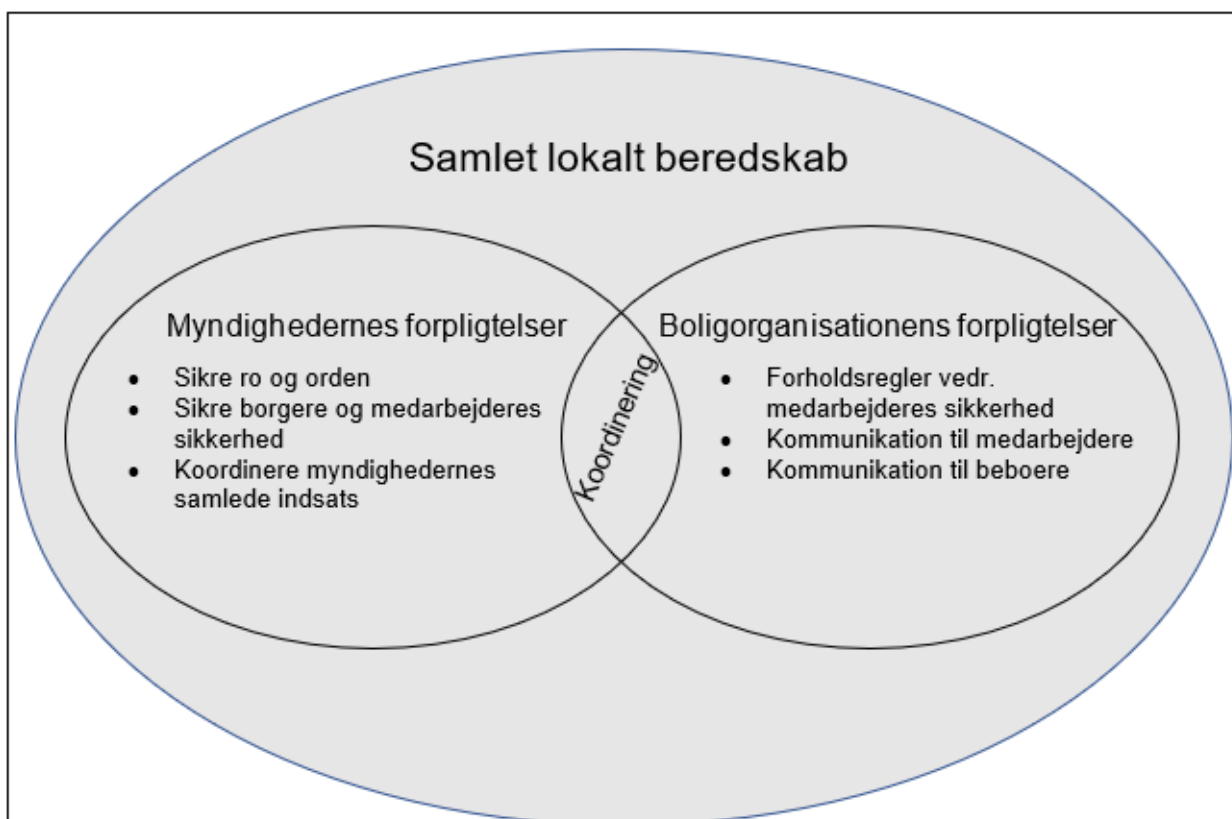 Samlet lokalt beredskab
Myndighedernes forpligtelser
• Sikre ro og orden
• Sikre borgere og medarbejderes
sikkerhed
• Koordinere myndighedernes
samlede indsats
Koordinering
Boligorganisationens forpligtelser
• Forholdsregler vedr.
medarbejderes sikkerhed
• Kommunikation til medarbejdere
• Kommunikation til beboere